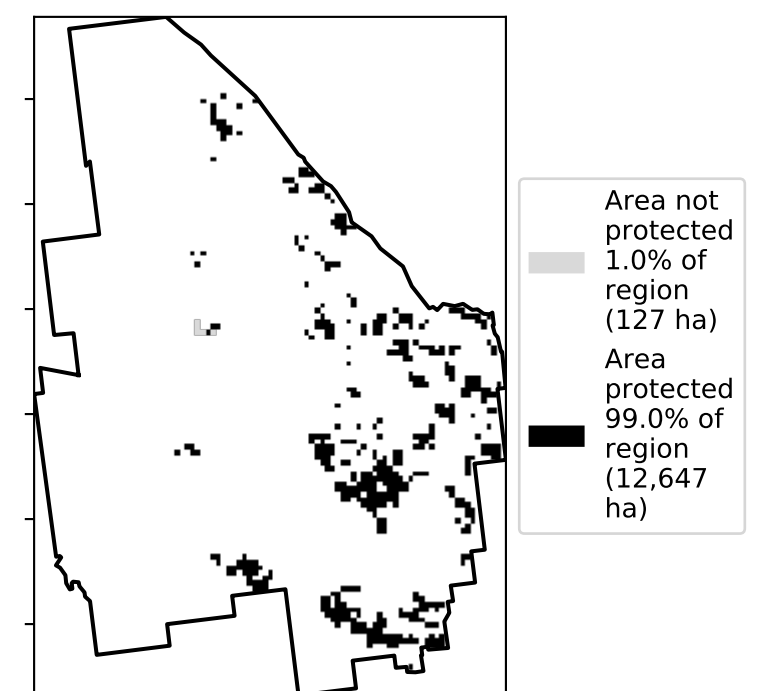 Area not
protected
1.0% of
region
(127 ha)
Area
protected
99.0% of
region
(12,647
ha)